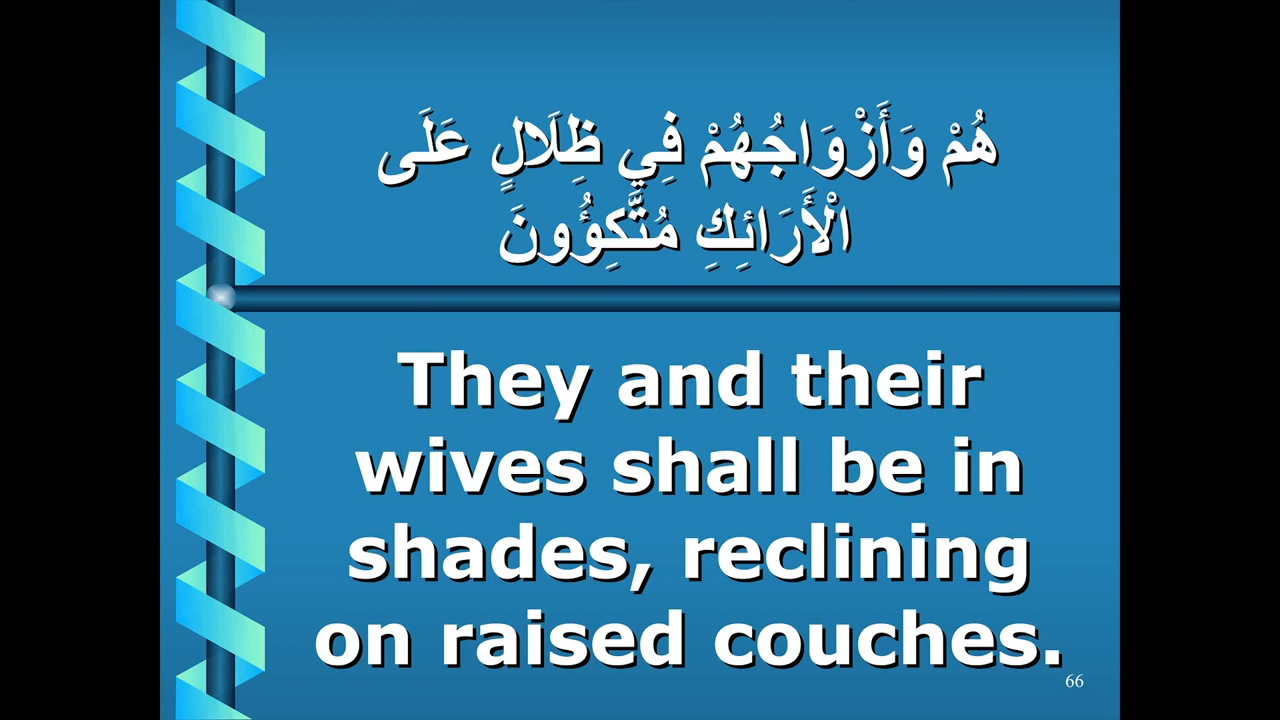 هُمْ وَأَزْوَاجُهُمْ فِي ظِلَالٍ عَلَى
الْأَرَائِكِ مُتَّكِؤُونَ
They and their
wives shall be in
shades, reclining
on raised couches.
66